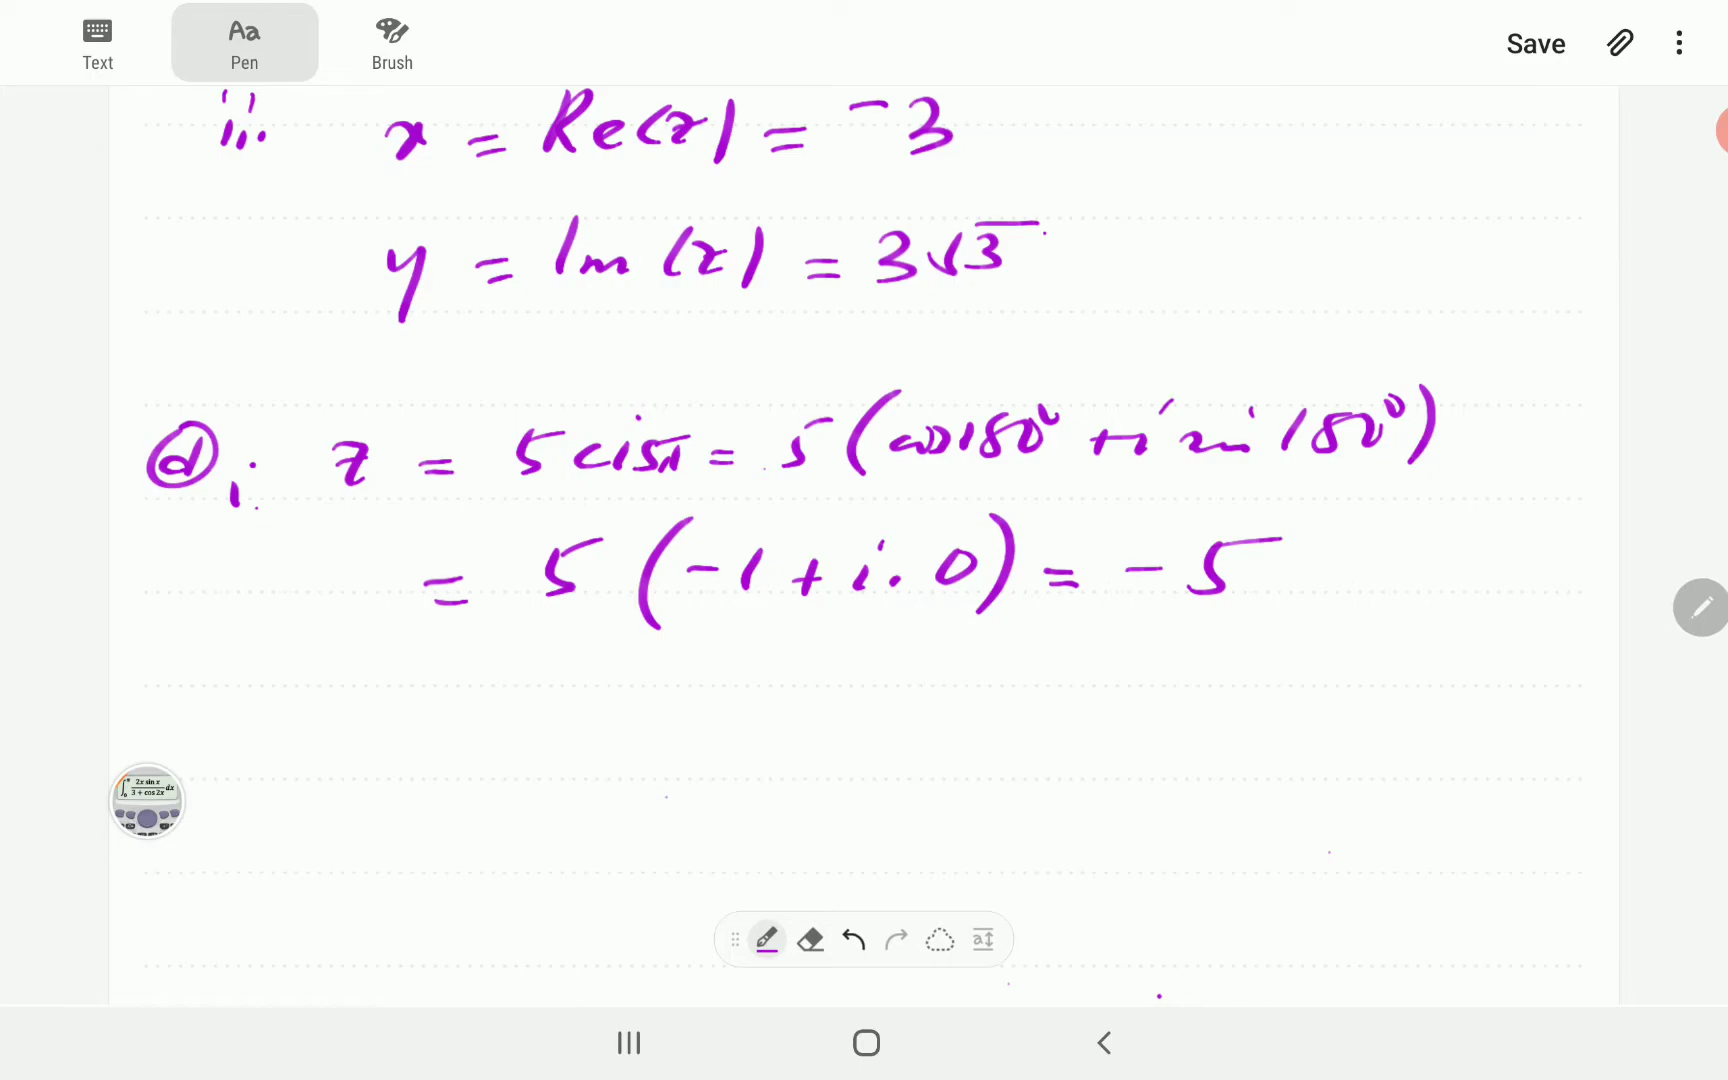 Text
Pen
Brush
Save
ii. x = Re(z) = -3
y = Im(z) = 3√3
ⓓ i. z = 5 cis π = 5(cos 180° + i sin 180°)
= 5(-1 + i.0) = -5